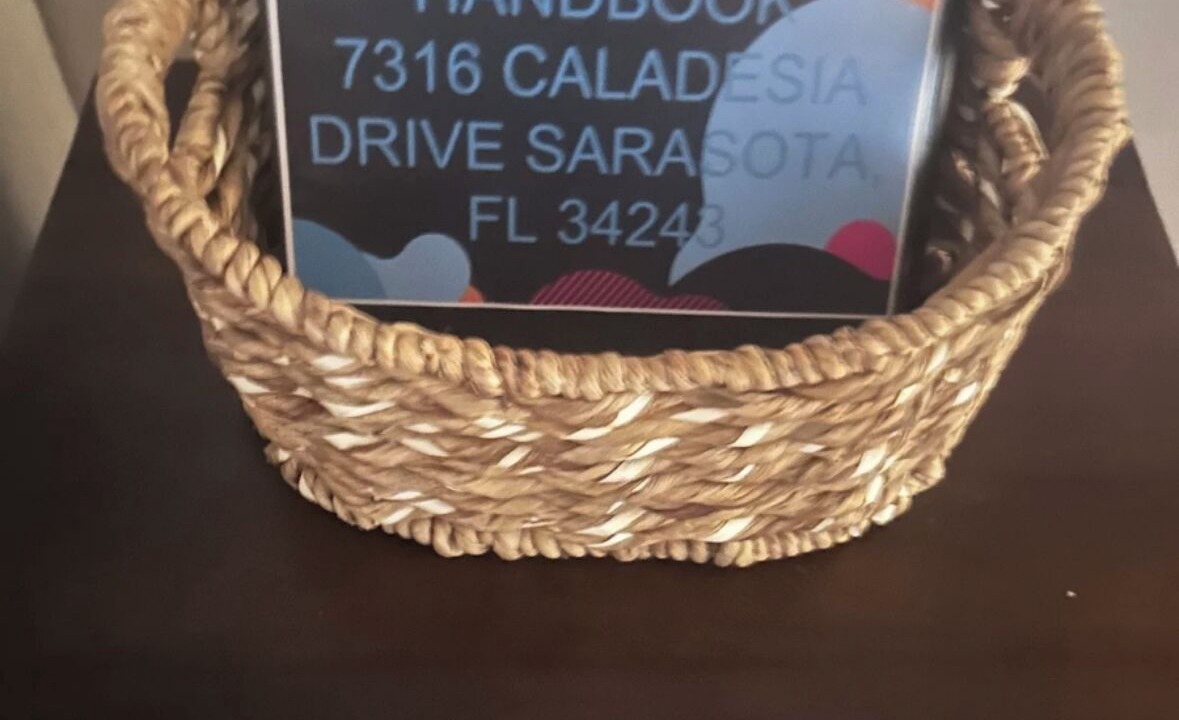 HANDBOOK
7316 CALADESIA
DRIVE SARASOTA,
FL 34243